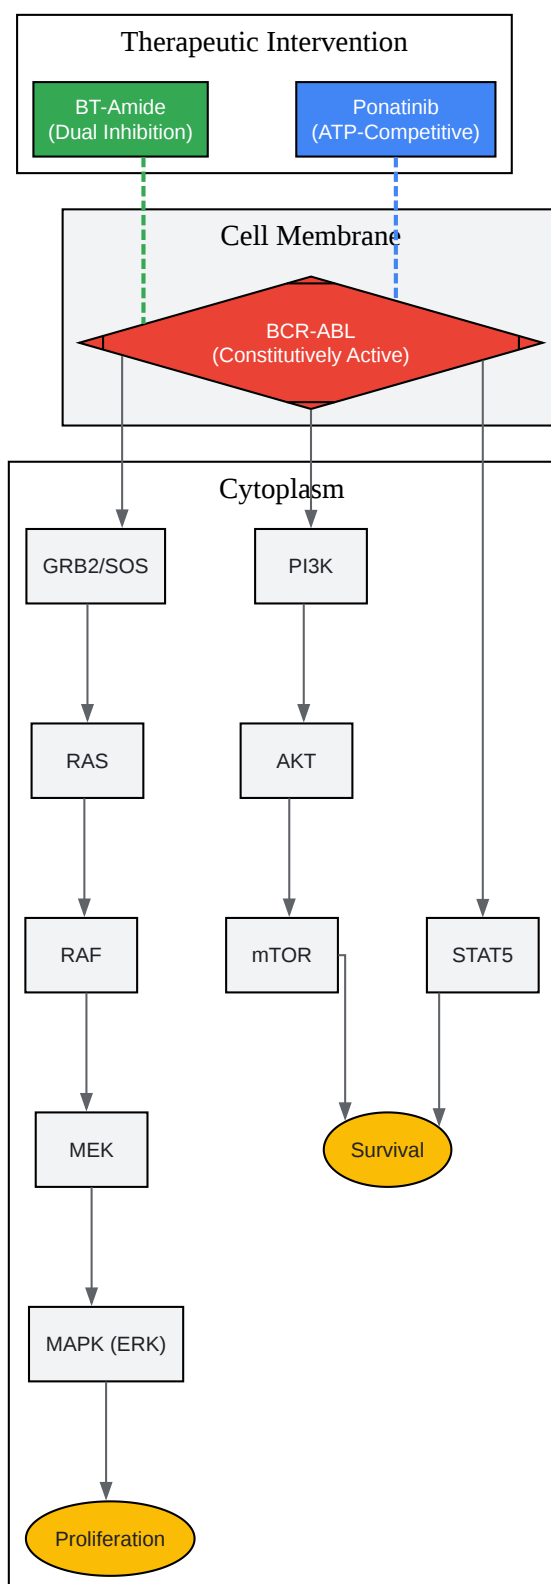 Therapeutic Intervention
BT-Amide
(Dual Inhibition)
Ponatinib
(ATP-Competitive)
Cell Membrane
BCR-ABL
(Constitutively Active)
Cytoplasm
GRB2/SOS
PI3K
RAS
AKT
RAF
mTOR
STAT5
MEK
Survival
MAPK (ERK)
Proliferation